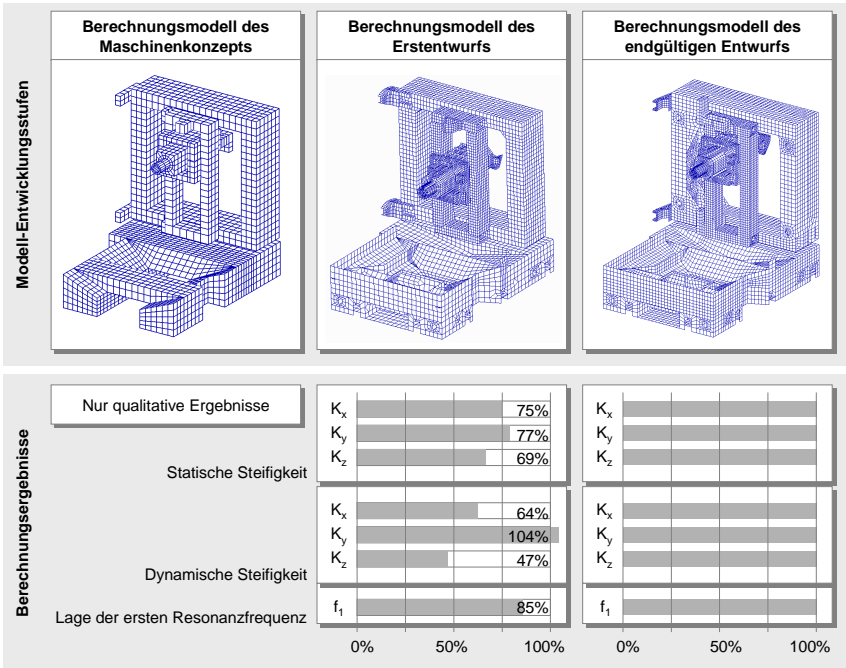 Modell-Entwicklungsstufen
Berechnungsmodell des
Maschinenkonzepts
Berechnungsmodell des
Erstentwurfs
Berechnungsmodell des
endgültigen Entwurfs
Berechnungsergebnisse
Nur qualitative Ergebnisse
Statische Steifigkeit
Dynamische Steifigkeit
Lage der ersten Resonanzfrequenz
Kx 75%
Ky 77%
Kz 69%
Kx 64%
Ky 104%
Kz 47%
f1 85%
0% 50% 100%
Kx
Ky
Kz
Kx
Ky
Kz
f1
0% 50% 100%